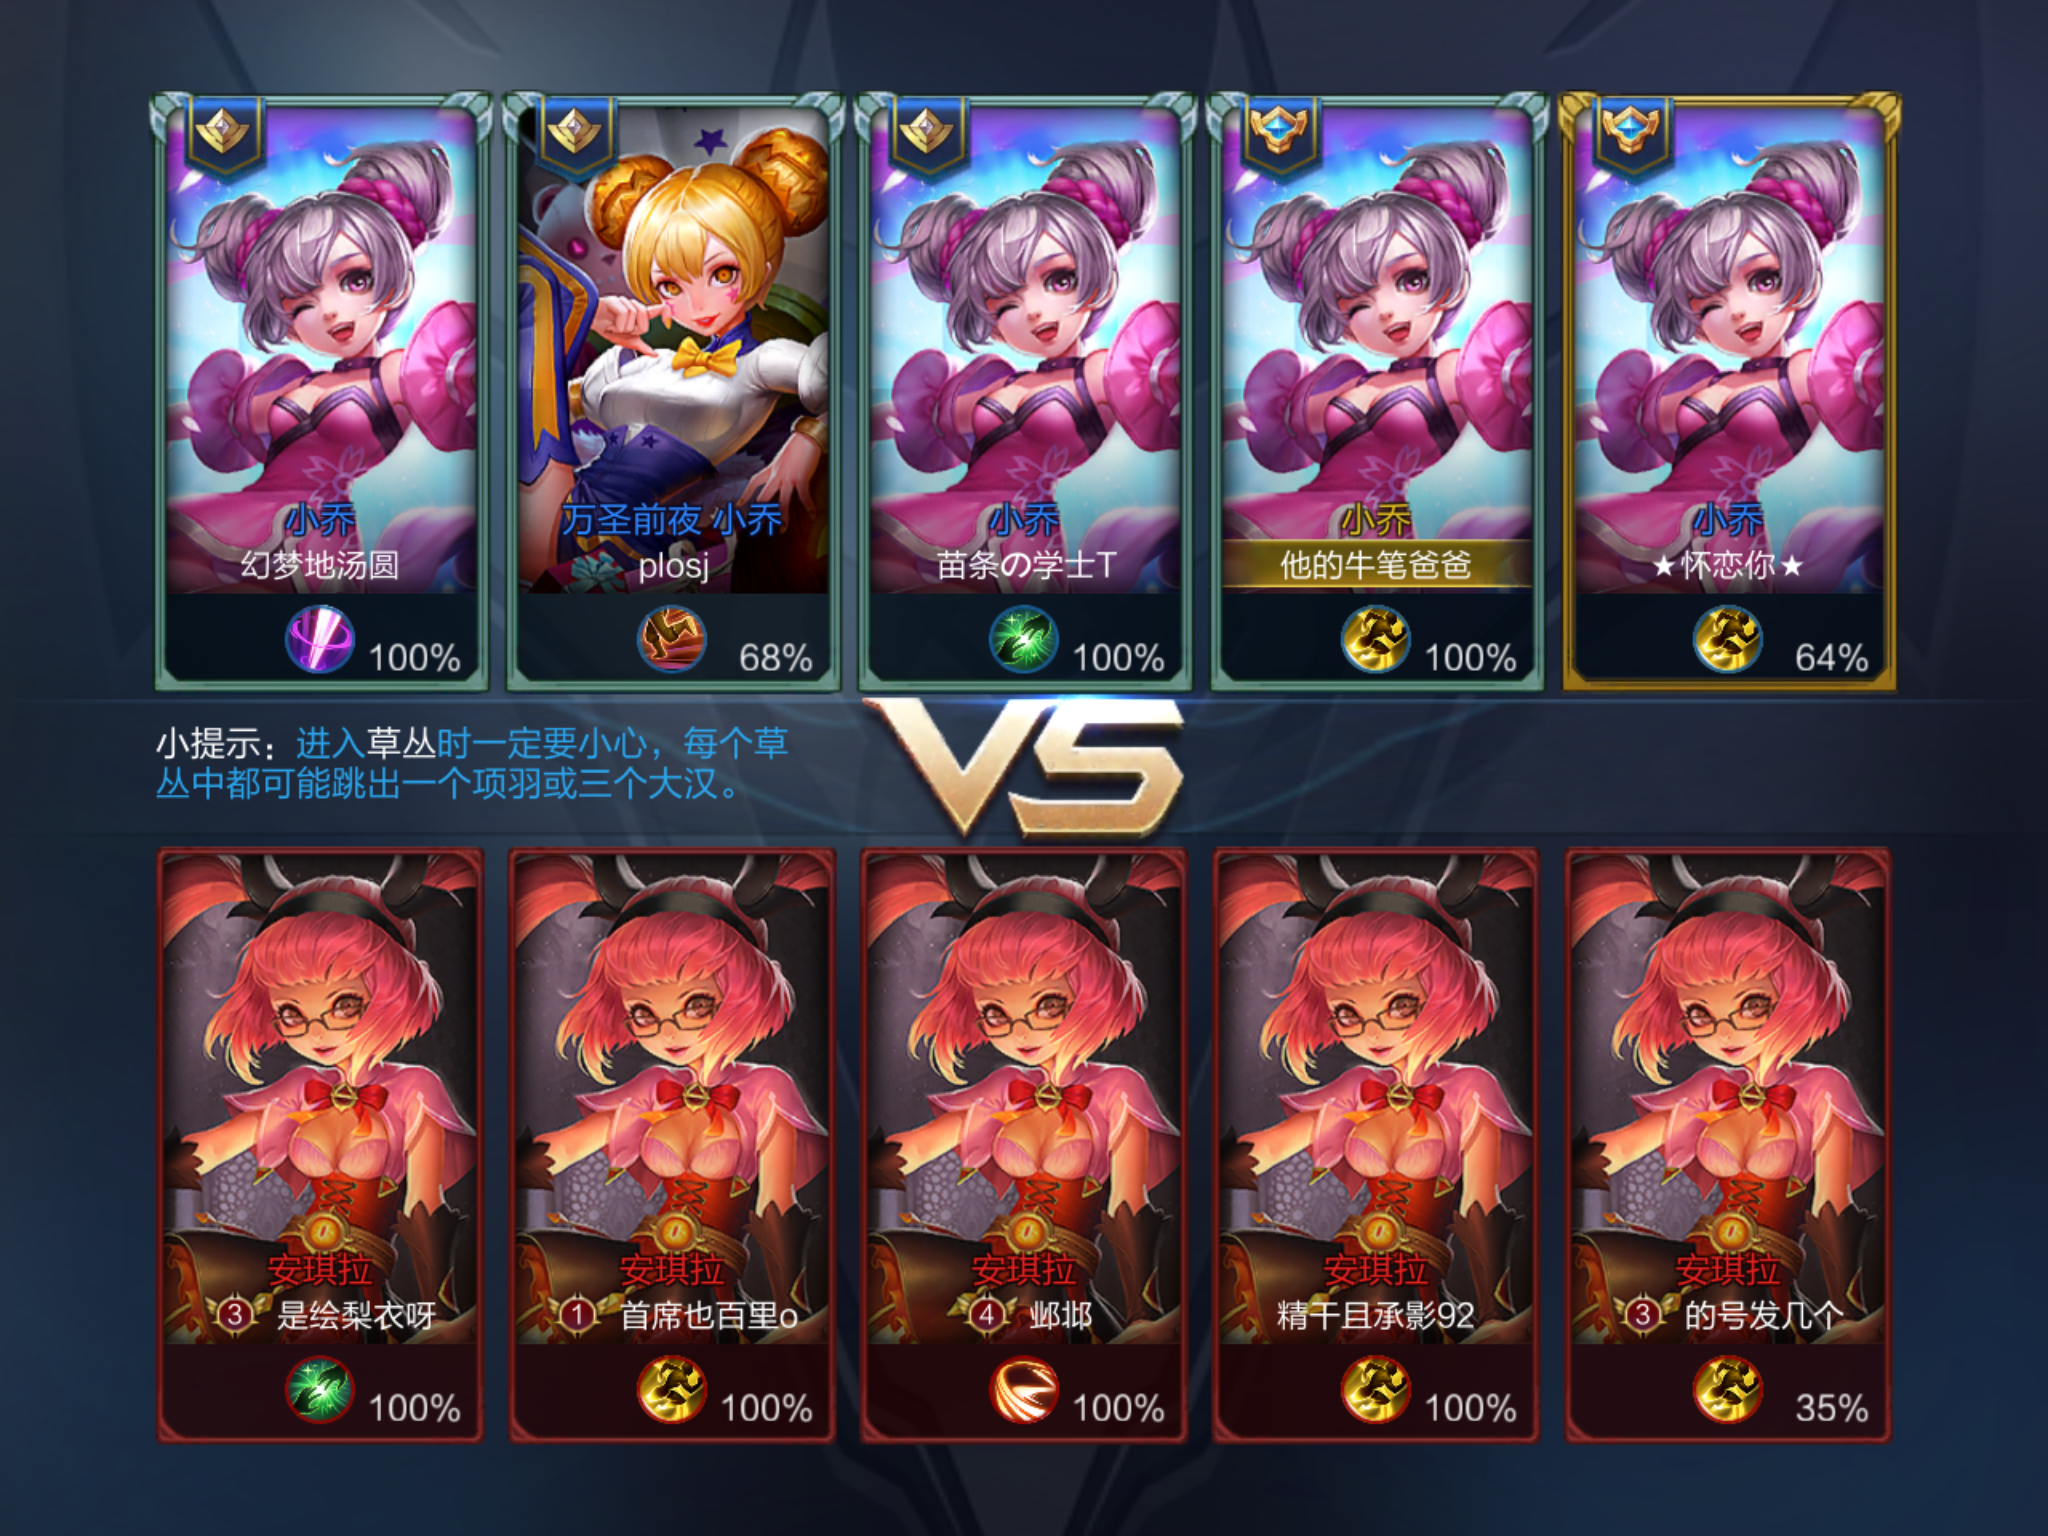 小乔
幻梦地汤圆
100%
万圣前夜 小乔
plosj
68%
小乔
苗条の学士T
100%
小乔
他的牛笔爸爸
100%
小乔
★怀恋你★
64%
小提示：进入草丛时一定要小心，每个草
丛中都可能跳出一个项羽或三个大汉。
VS
安琪拉
3 是绘梨衣呀
100%
安琪拉
1 首席也百里o
100%
安琪拉
4 邺邶
100%
安琪拉
精干且承影92
100%
安琪拉
3 的号发几个
35%